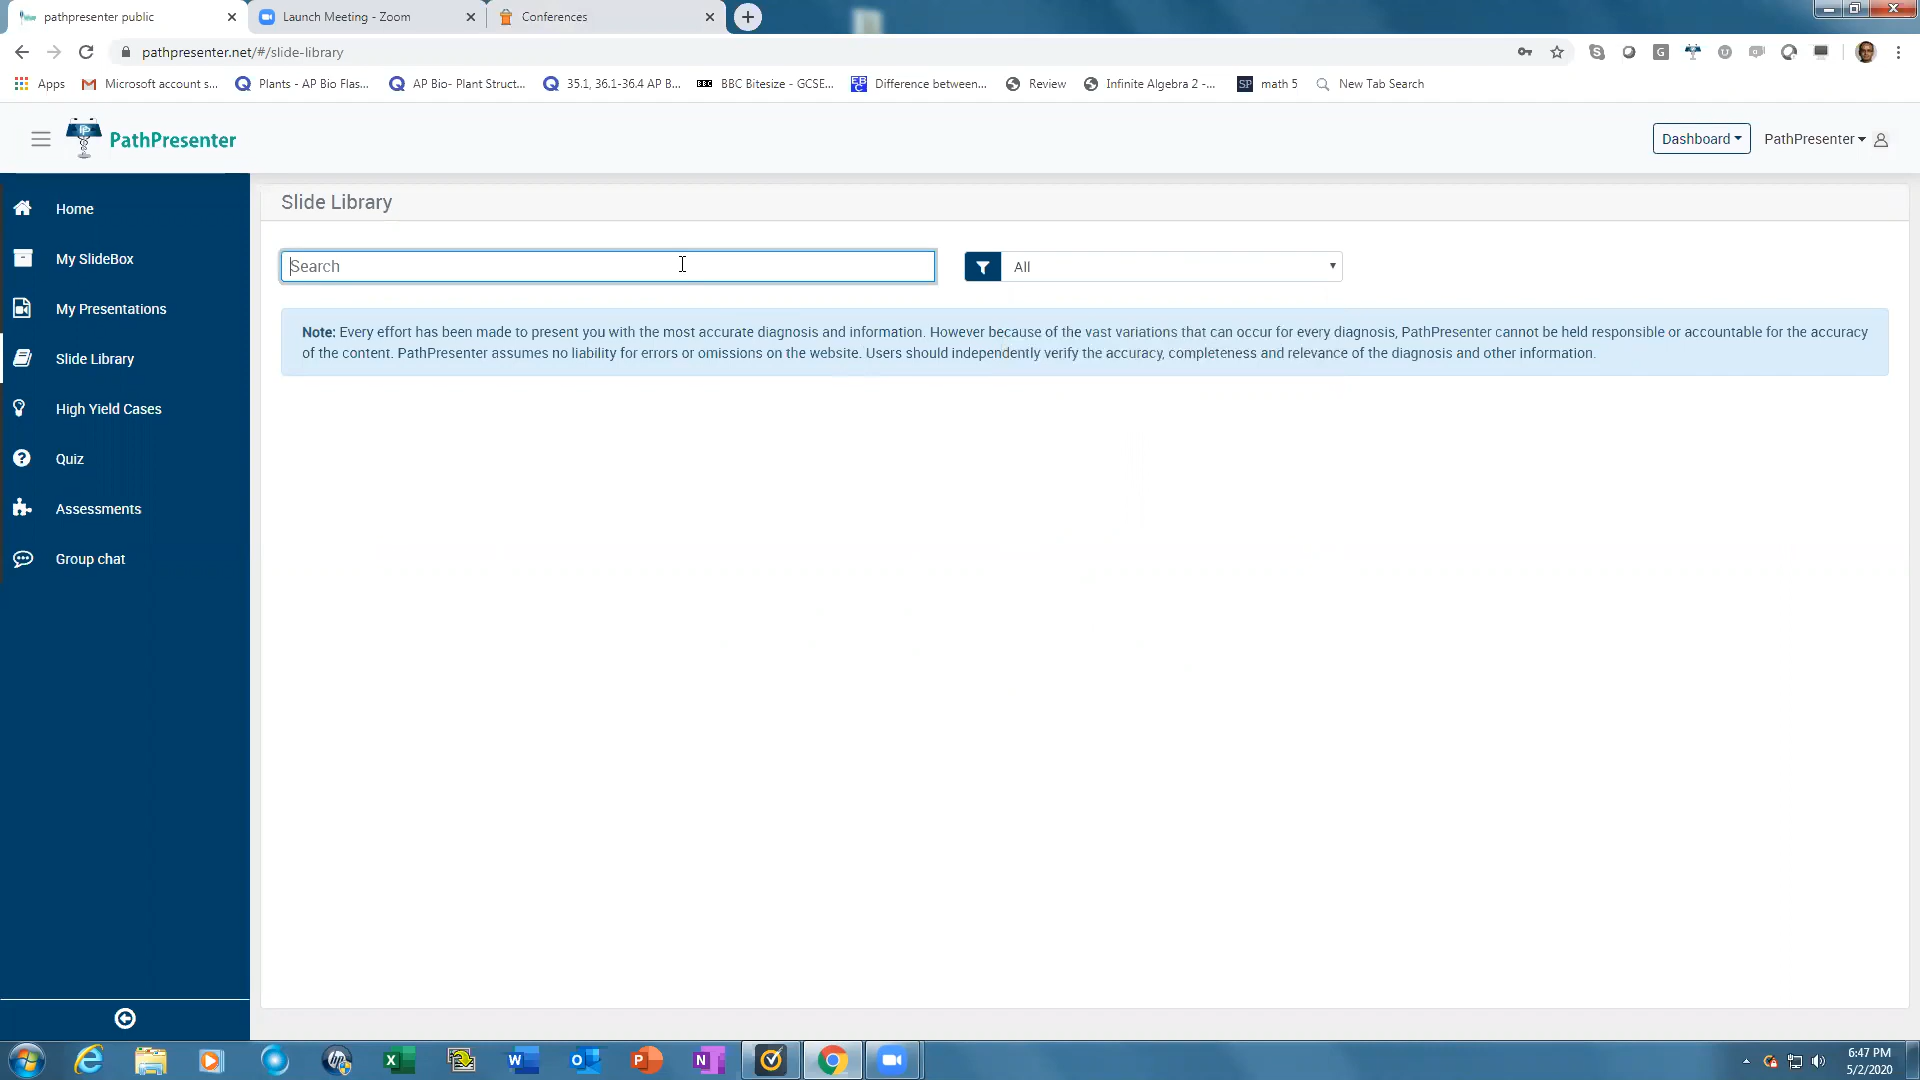 pathpresenter public
Launch Meeting - Zoom
Conferences
pathpresenter.net/#/slide-library
Apps
Microsoft account s...
Plants - AP Bio Flas...
AP Bio- Plant Struct...
35.1, 36.1-36.4 AP B...
BBC Bitesize - GCSE...
Difference between...
Review
Infinite Algebra 2 -...
math 5
New Tab Search
PathPresenter
Dashboard
PathPresenter
Home
My SlideBox
My Presentations
Slide Library
High Yield Cases
Quiz
Assessments
Group chat
Slide Library
Search
All
Note: Every effort has been made to present you with the most accurate diagnosis and information. However because of the vast variations that can occur for every diagnosis, PathPresenter cannot be held responsible or accountable for the accuracy
of the content. PathPresenter assumes no liability for errors or omissions on the website. Users should independently verify the accuracy, completeness and relevance of the diagnosis and other information.
6:47 PM
5/2/2020